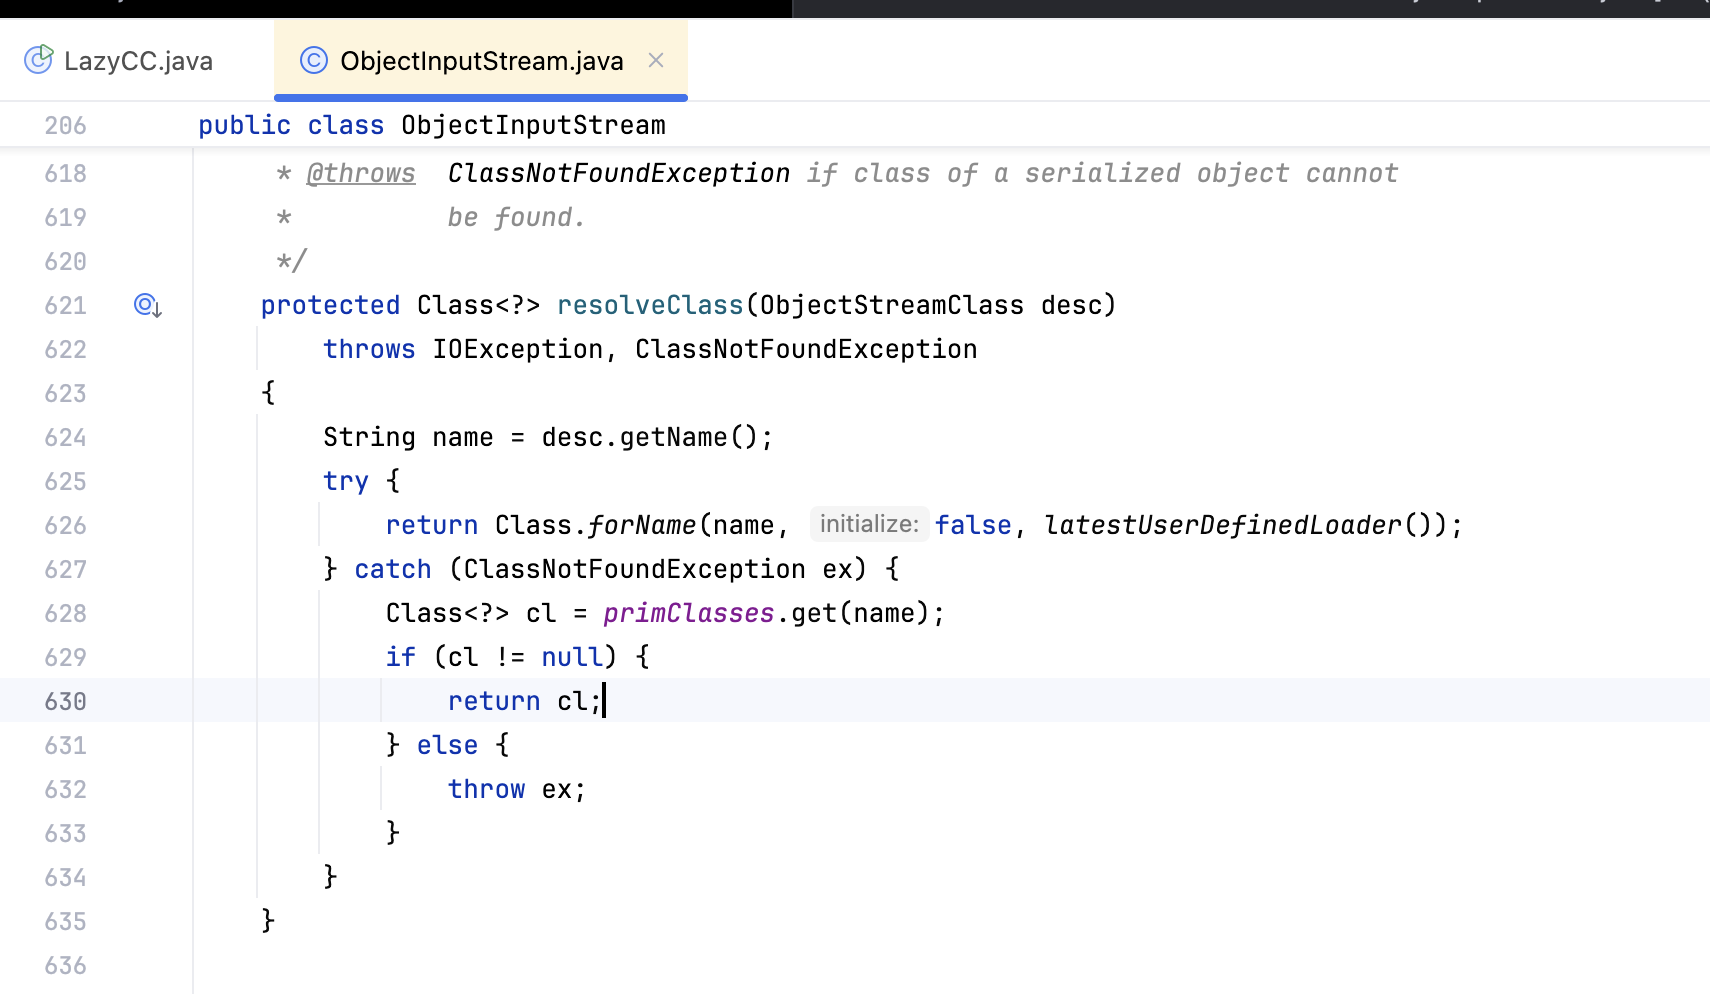 LazyCC.java
ObjectInputStream.java
206 public class ObjectInputStream
618 * @throws  ClassNotFoundException if class of a serialized object cannot
619 *          be found.
620 */
621 protected Class<?> resolveClass(ObjectStreamClass desc)
622 throws IOException, ClassNotFoundException
623 {
624 String name = desc.getName();
625 try {
626 return Class.forName(name, initialize: false, latestUserDefinedLoader());
627 } catch (ClassNotFoundException ex) {
628 Class<?> cl = primClasses.get(name);
629 if (cl != null) {
630 return cl;
631 } else {
632 throw ex;
633 }
634 }
635 }
636